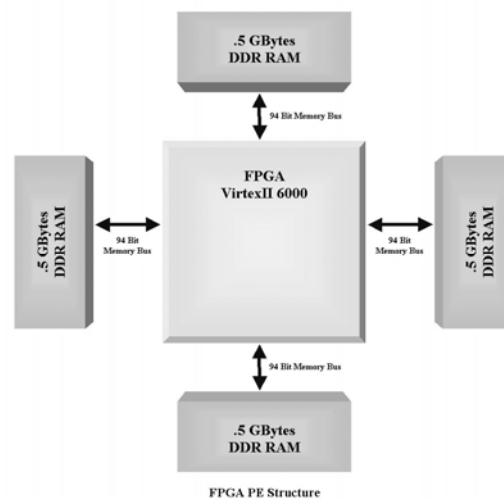 .5 GBytes
DDR RAM
94 Bit Memory Bus
FPGA
VirtexII 6000
.5 GBytes
DDR RAM
94 Bit
Memory Bus
94 Bit
Memory Bus
.5 GBytes
DDR RAM
94 Bit Memory Bus
.5 GBytes
DDR RAM
FPGA PE Structure